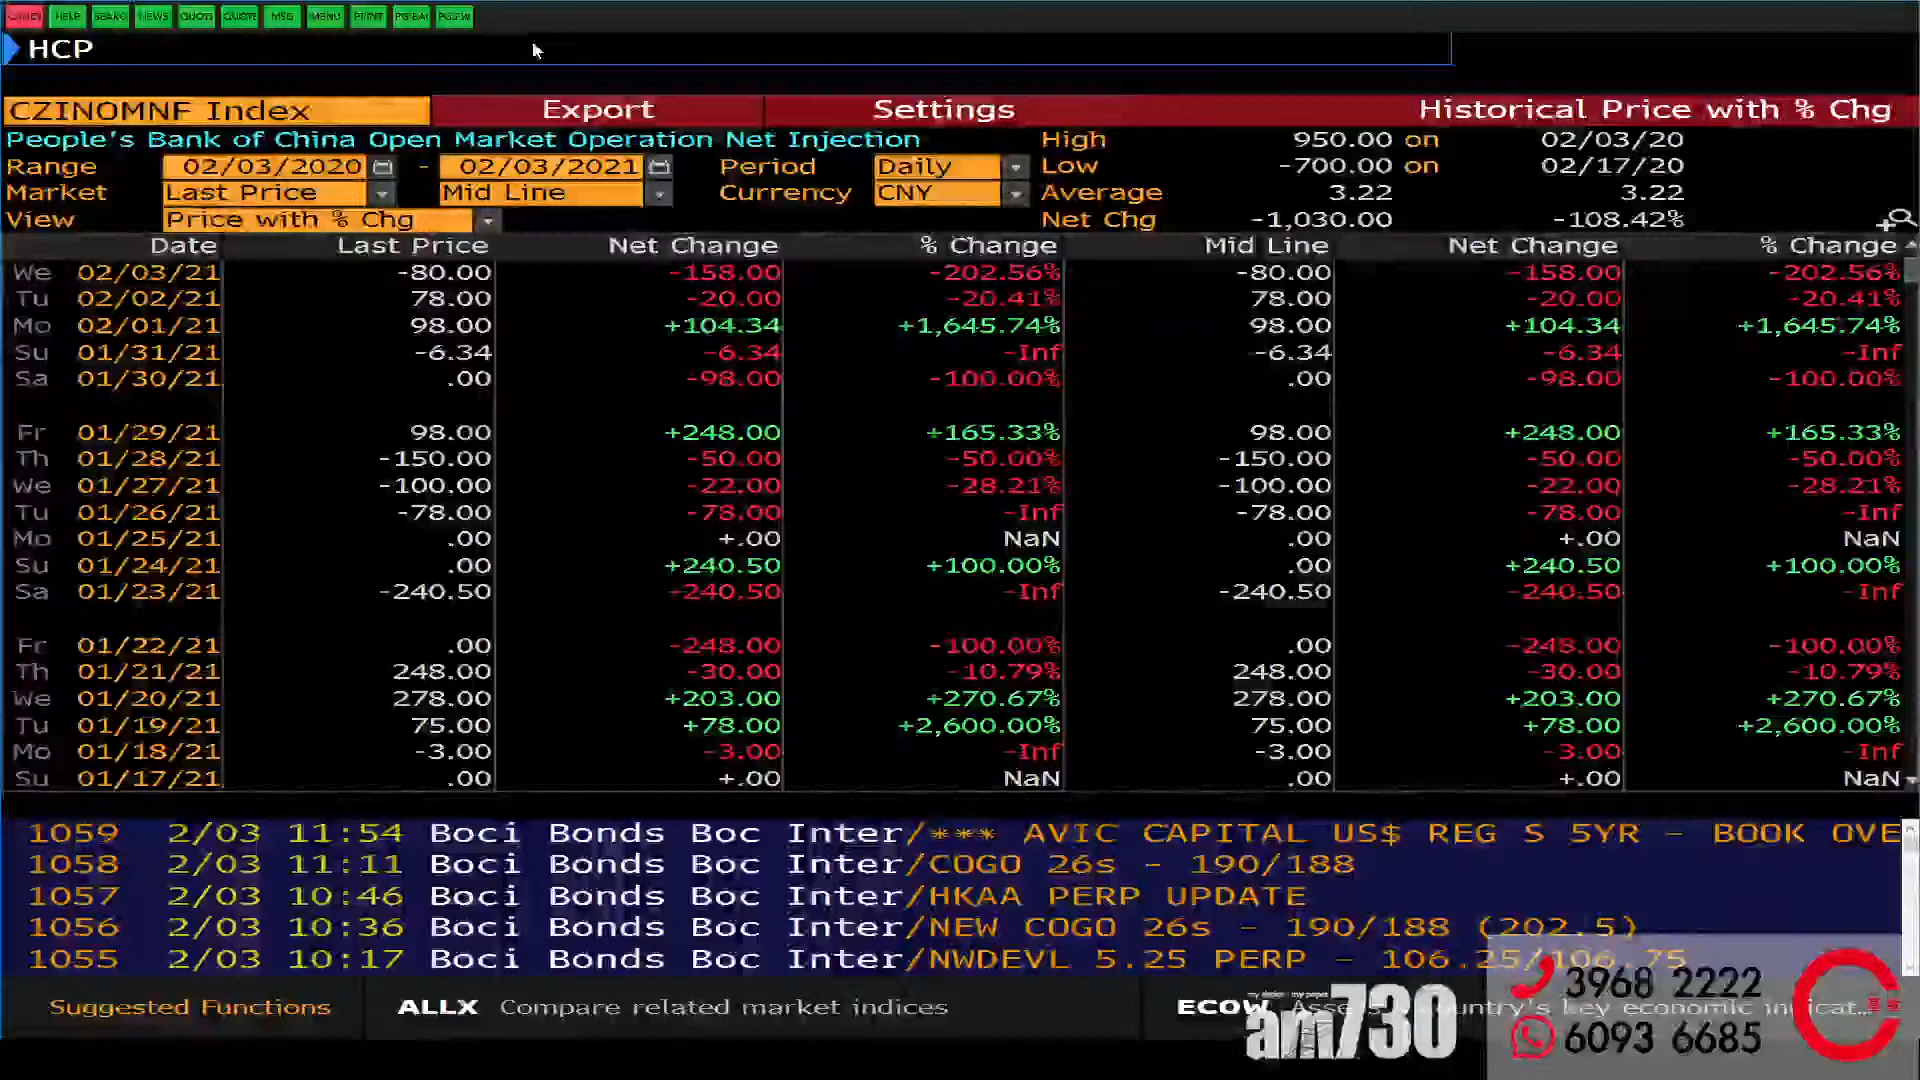 HELP NEWS MSG MENU PRINT
HCP
CZINOMNF Index Export Settings Historical Price with % Chg
People's Bank of China Open Market Operation Net Injection High 950.00 on 02/03/20
Range 02/03/2020 - 02/03/2021 Period Daily Low -700.00 on 02/17/20
Market Last Price Mid Line Currency CNY Average 3.22 3.22
View Price with % Chg Net Chg -1,030.00 -108.42%
Date Last Price Net Change % Change Mid Line Net Change % Change
We 02/03/21 -80.00 -158.00 -202.56% -80.00 -158.00 -202.56%
Tu 02/02/21 78.00 -20.00 -20.41% 78.00 -20.00 -20.41%
Mo 02/01/21 98.00 +104.34 +1,645.74% 98.00 +104.34 +1,645.74%
Su 01/31/21 -6.34 -6.34 -Inf -6.34 -6.34 -Inf
Sa 01/30/21 .00 -98.00 -100.00% .00 -98.00 -100.00%
Fr 01/29/21 98.00 +248.00 +165.33% 98.00 +248.00 +165.33%
Th 01/28/21 -150.00 -50.00 -50.00% -150.00 -50.00 -50.00%
We 01/27/21 -100.00 -22.00 -28.21% -100.00 -22.00 -28.21%
Tu 01/26/21 -78.00 -78.00 -Inf -78.00 -78.00 -Inf
Mo 01/25/21 .00 +.00 NaN .00 +.00 NaN
Su 01/24/21 .00 +240.50 +100.00% .00 +240.50 +100.00%
Sa 01/23/21 -240.50 -240.50 -Inf -240.50 -240.50 -Inf
Fr 01/22/21 .00 -248.00 -100.00% .00 -248.00 -100.00%
Th 01/21/21 248.00 -30.00 -10.79% 248.00 -30.00 -10.79%
We 01/20/21 278.00 +203.00 +270.67% 278.00 +203.00 +270.67%
Tu 01/19/21 75.00 +78.00 +2,600.00% 75.00 +78.00 +2,600.00%
Mo 01/18/21 -3.00 -3.00 -Inf -3.00 -3.00 -Inf
Su 01/17/21 .00 +.00 NaN .00 +.00 NaN
1059 2/03 11:54 Boci Bonds Boc Inter/*** AVIC CAPITAL US$ REG S 5YR - BOOK OVE
1058 2/03 11:11 Boci Bonds Boc Inter/COGO 26s - 190/188
1057 2/03 10:46 Boci Bonds Boc Inter/HKAA PERP UPDATE
1056 2/03 10:36 Boci Bonds Boc Inter/NEW COGO 26s - 190/188 (202.5)
1055 2/03 10:17 Boci Bonds Boc Inter/NWDEVL 5.25 PERP - 106.25/106.75
Suggested Functions ALLX Compare related market indices ECOW country's key economic indicat...
am730
3968 2222
6093 6685